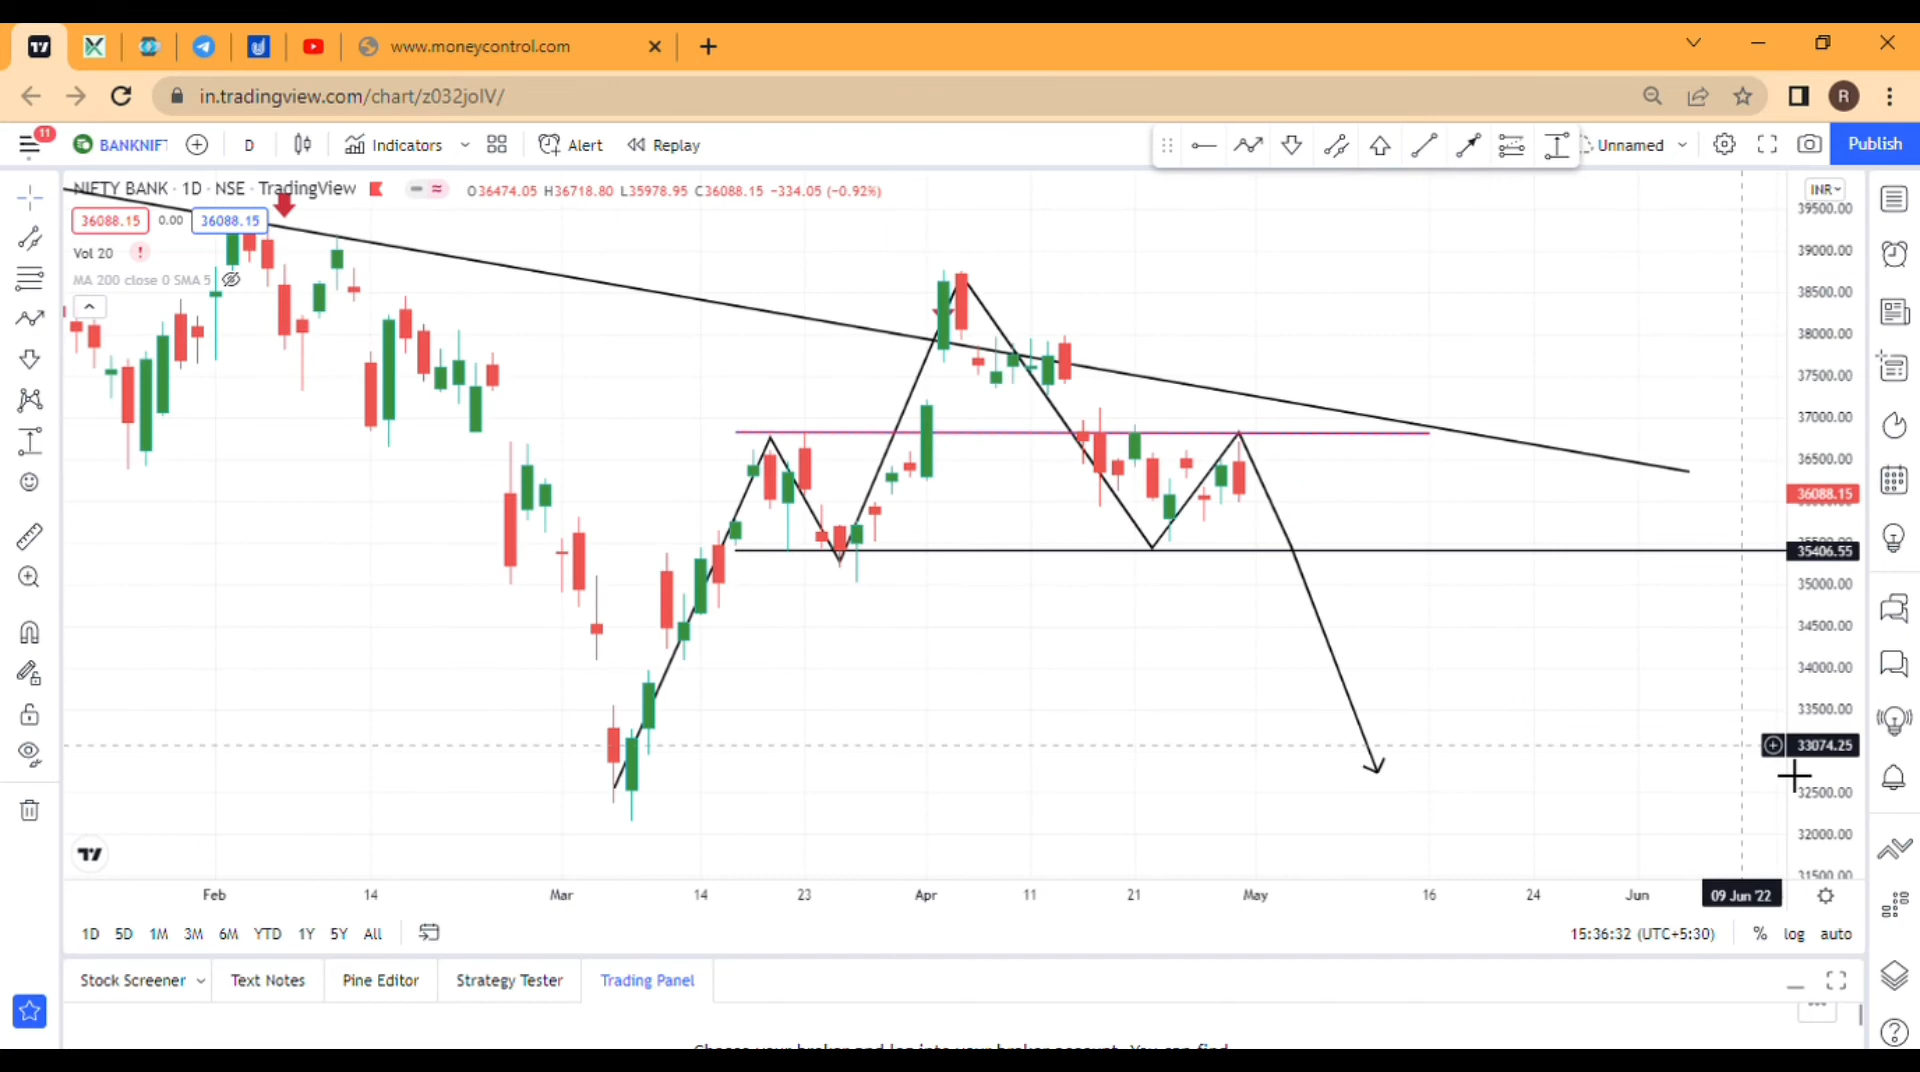 www.moneycontrol.com
in.tradingview.com/chart/z032joIV/
R
11
BANKNIFT
D
Indicators
Alert
Replay
Unnamed
Publish
NIFTY BANK · 1D · NSE · TradingView
O36474.05 H36718.80 L35978.95 C36088.15 −334.05 (−0.92%)
INR
36088.15
0.00
36088.15
Vol 20
!
MA 200 close 0 SMA 5
39500.00
39000.00
38500.00
38000.00
37500.00
37000.00
36500.00
36088.15
35406.55
35000.00
34500.00
34000.00
33500.00
33074.25
32500.00
32000.00
31500.00
Feb
14
Mar
14
23
Apr
11
21
May
16
24
Jun
09 Jun '22
1D
5D
1M
3M
6M
YTD
1Y
5Y
All
15:36:32 (UTC+5:30)
%
log
auto
Stock Screener
Text Notes
Pine Editor
Strategy Tester
Trading Panel